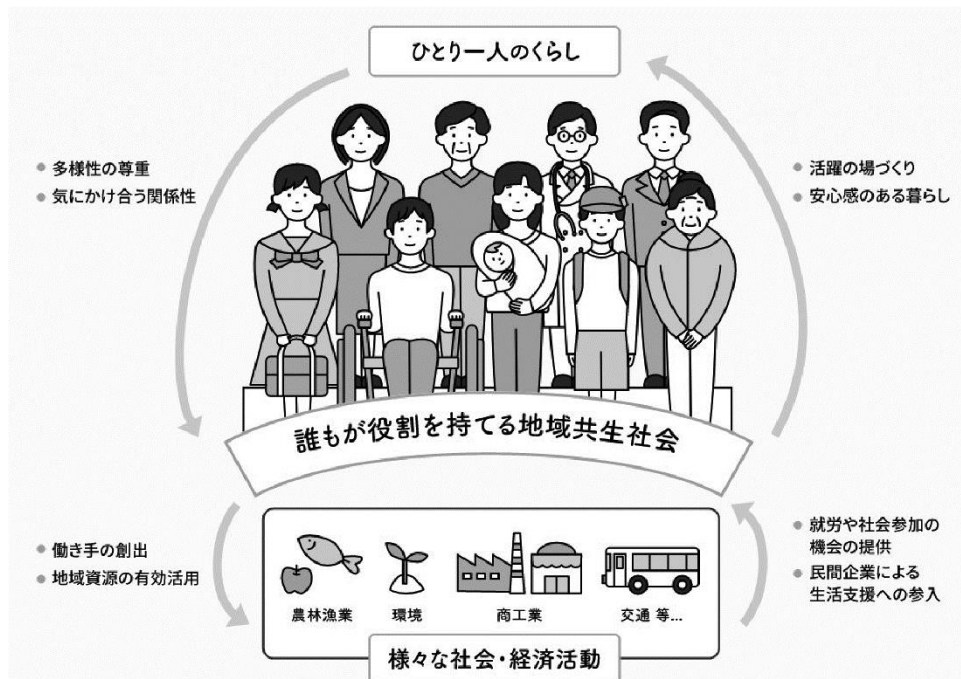 ひとり一人のくらし
● 多様性の尊重
● 気にかけ合う関係性
● 活躍の場づくり
● 安心感のある暮らし
誰もが役割を持てる地域共生社会
● 働き手の創出
● 地域資源の有効活用
● 就労や社会参加の
機会の提供
● 民間企業による
生活支援への参入
農林漁業
環境
商工業
交通 等...
様々な社会・経済活動